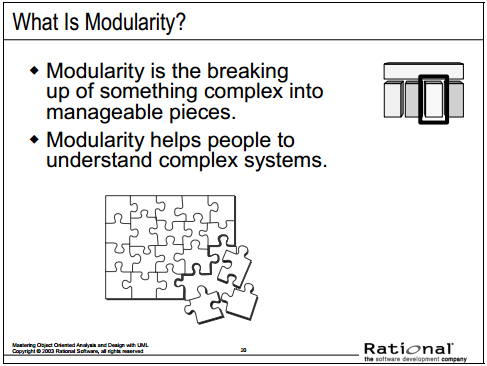 What Is Modularity?
◆ Modularity is the breaking
up of something complex into
manageable pieces.
◆ Modularity helps people to
understand complex systems.
Mastering Object Oriented Analysis and Design with UML
Copyright © 2003 Rational Software, all rights reserved
20
Rational®
the software development company